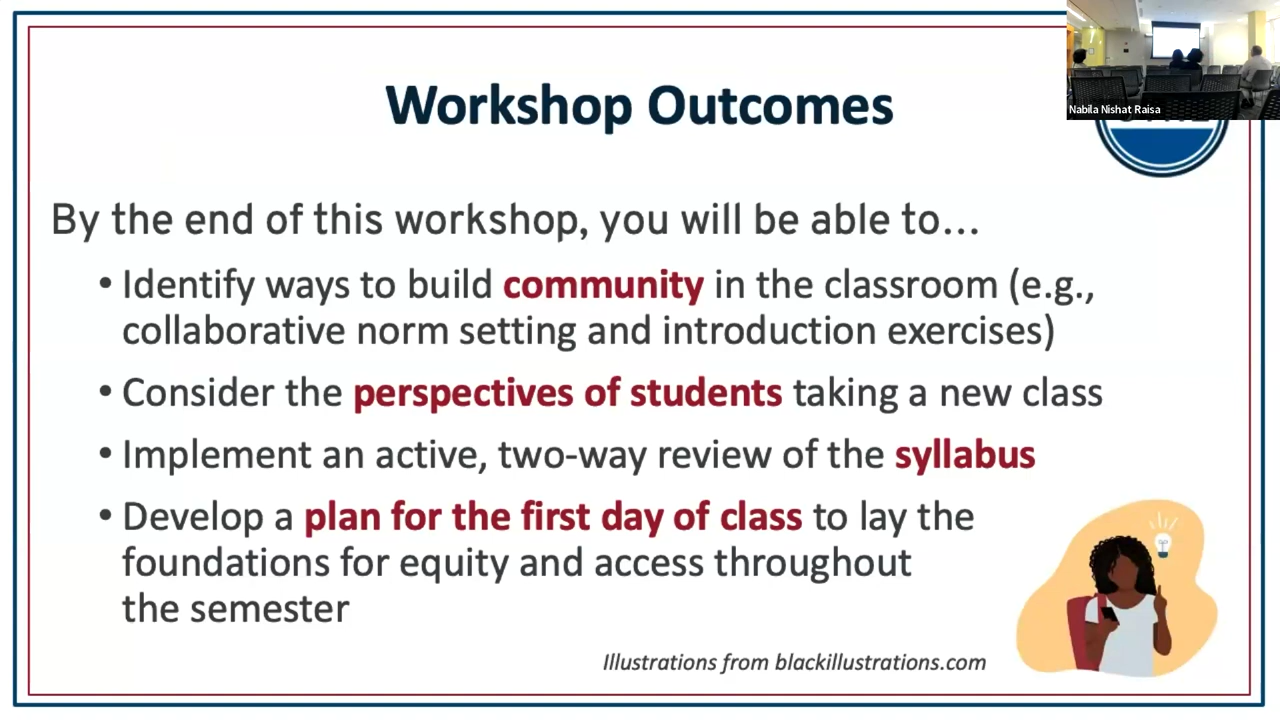 Workshop Outcomes
Nabila Nishat Raisa
By the end of this workshop, you will be able to...
• Identify ways to build community in the classroom (e.g.,
collaborative norm setting and introduction exercises)
• Consider the perspectives of students taking a new class
• Implement an active, two-way review of the syllabus
• Develop a plan for the first day of class to lay the
foundations for equity and access throughout
the semester
Illustrations from blackillustrations.com